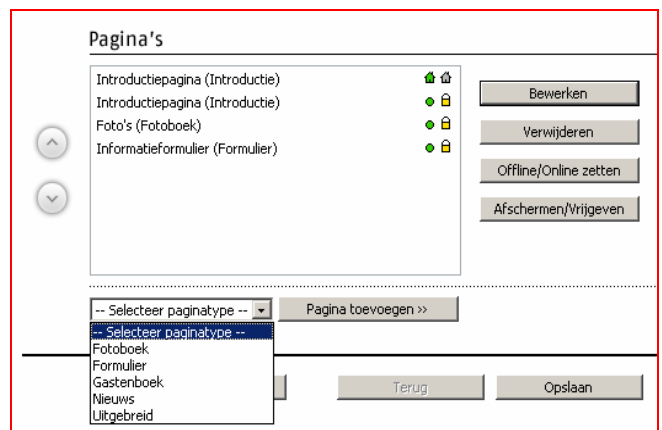 Pagina's
Introductiepagina (Introductie)
Introductiepagina (Introductie)
Foto's (Fotoboek)
Informatieformulier (Formulier)
Bewerken
Verwijderen
Offline/Online zetten
Afschermen/Vrijgeven
-- Selecteer paginatype -- Pagina toevoegen >>
-- Selecteer paginatype --
Fotoboek
Formulier
Gastenboek
Nieuws
Uitgebreid
Terug Opslaan